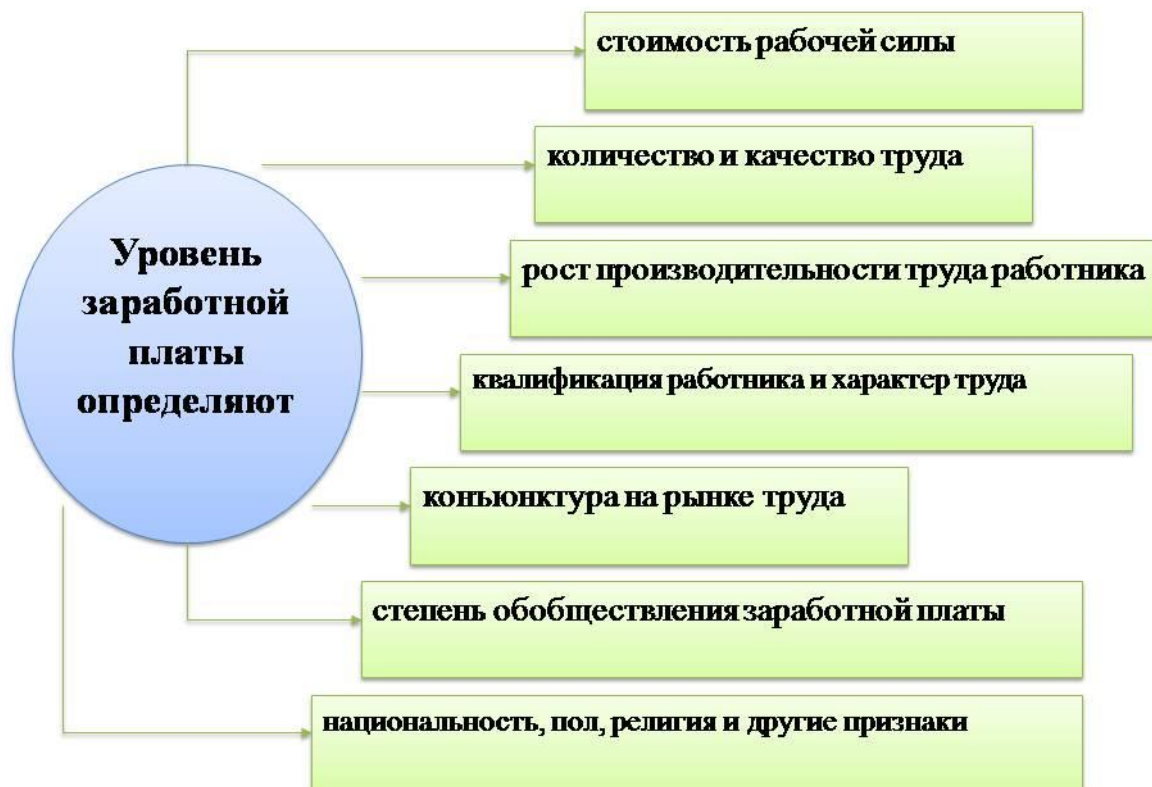 стоимость рабочей силы
количество и качество труда
Уровень
заработной
платы
определяют
рост производительности труда работника
квалификация работника и характер труда
конъюнктура на рынке труда
степень обобществления заработной платы
национальность, пол, религия и другие признаки